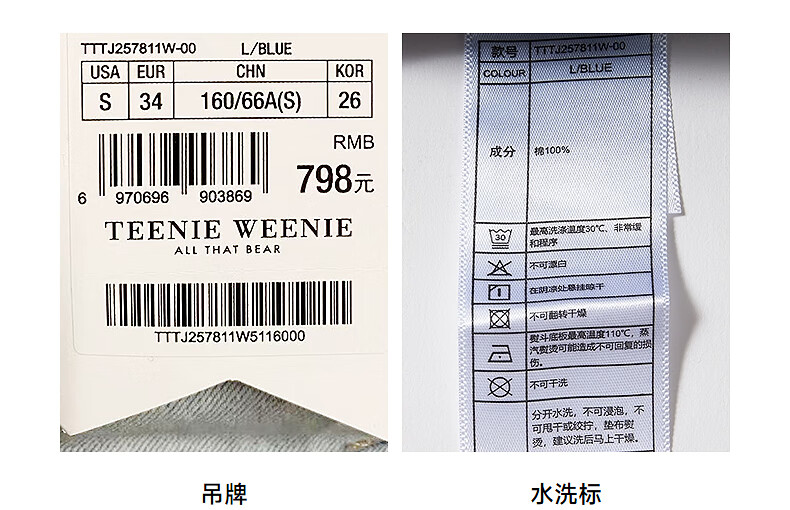 TTTJ257811W-00 L/BLUE
USA EUR CHN KOR
S 34 160/66A(S) 26
RMB
798元
6 970696 903869
TEENIE WEENIE
ALL THAT BEAR
TTTJ257811W5116000
吊牌
款号 TTTJ257811W-00
COLOUR L/BLUE
成分 棉100%
30
最高洗涤温度30℃、非常缓
和程序
不可漂白
在阴凉处悬挂晾干
不可翻转干燥
熨斗底板最高温度110℃，蒸
汽熨烫可能造成不可回复的损
伤。
不可干洗
分开水洗，不可浸泡，不
可甩干或绞拧，垫布熨
烫，建议洗后马上干燥。
水洗标